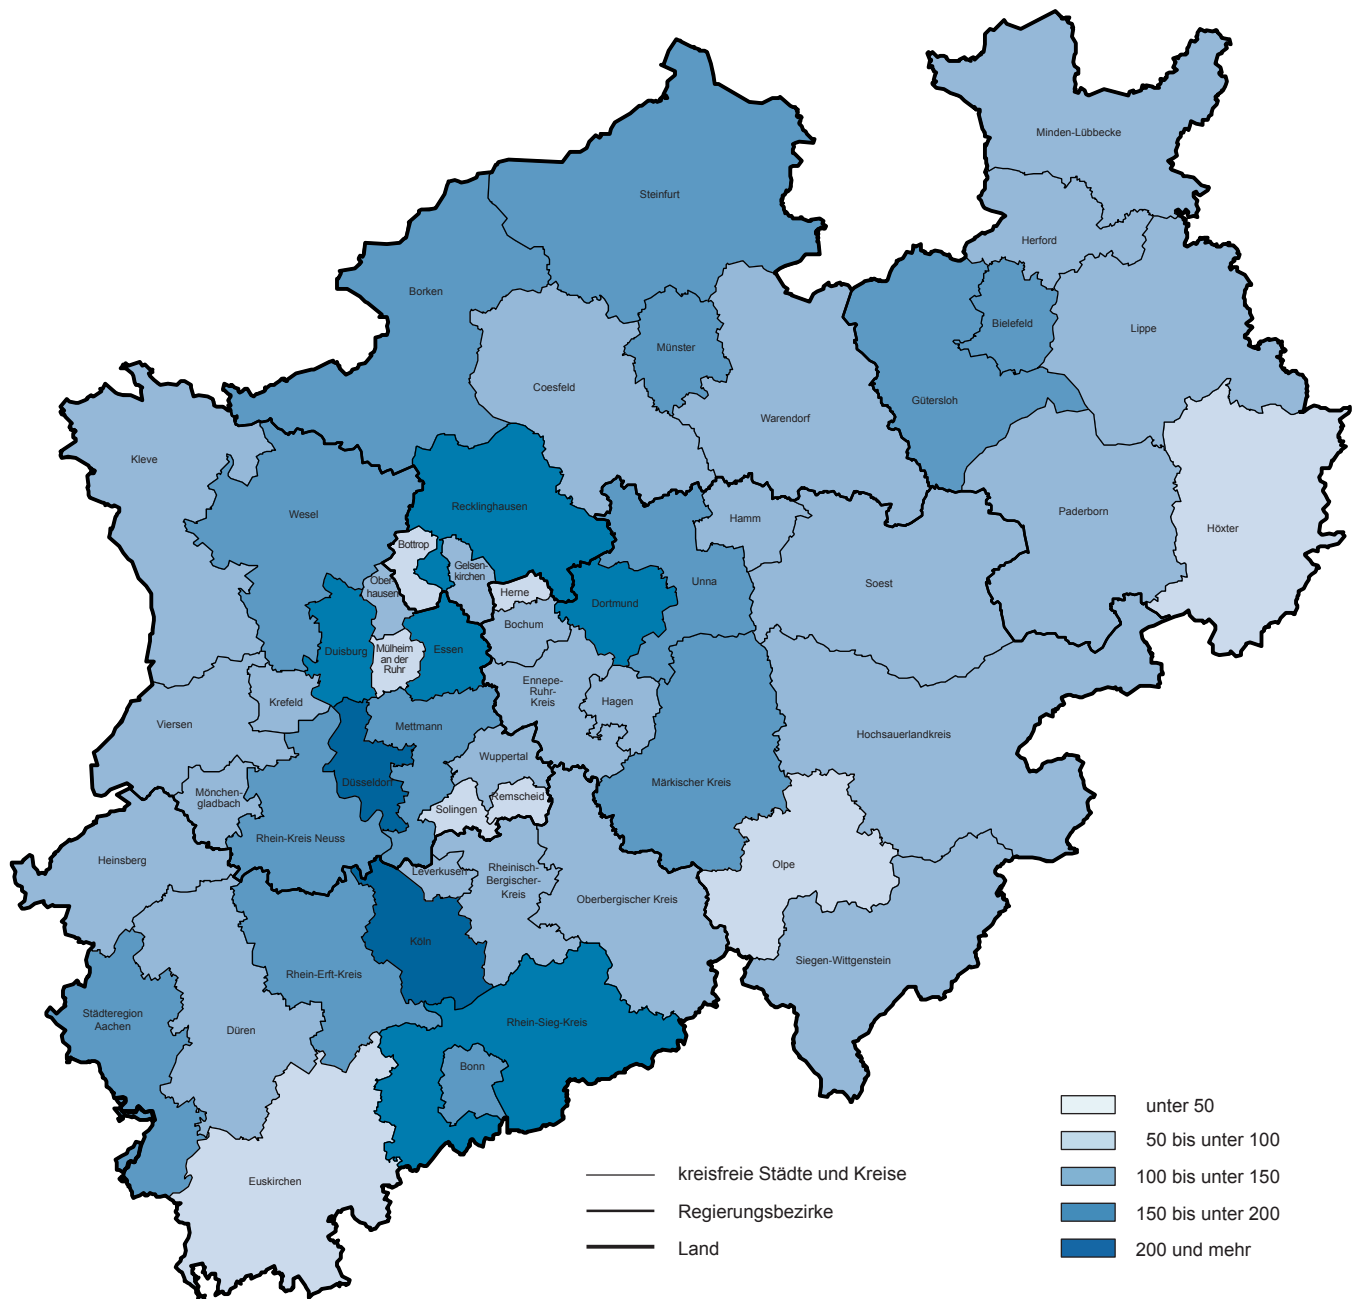 Minden-Lübbecke
Steinfurt
Herford
Borken
Bielefeld
Lippe
Münster
Coesfeld
Gütersloh
Warendorf
Kleve
Recklinghausen
Wesel
Paderborn
Hamm
Höxter
Bottrop
Gelsen-
kirchen
Ober-
hausen
Unna
Soest
Herne
Dortmund
Bochum
Duisburg
Mülheim
an der
Ruhr
Essen
Ennepe-
Ruhr-
Kreis
Hagen
Krefeld
Viersen
Mettmann
Hochsauerlandkreis
Wuppertal
Düsseldorf
Märkischer Kreis
Mönchen-
gladbach
Remscheid
Solingen
Rhein-Kreis Neuss
Heinsberg
Olpe
Leverkusen
Rheinisch-
Bergischer-
Kreis
Oberbergischer Kreis
Köln
Siegen-Wittgenstein
Rhein-Erft-Kreis
Städteregion
Aachen
Rhein-Sieg-Kreis
Düren
Bonn
Euskirchen
kreisfreie Städte und Kreise
Regierungsbezirke
Land
unter 50
50 bis unter 100
100 bis unter 150
150 bis unter 200
200 und mehr